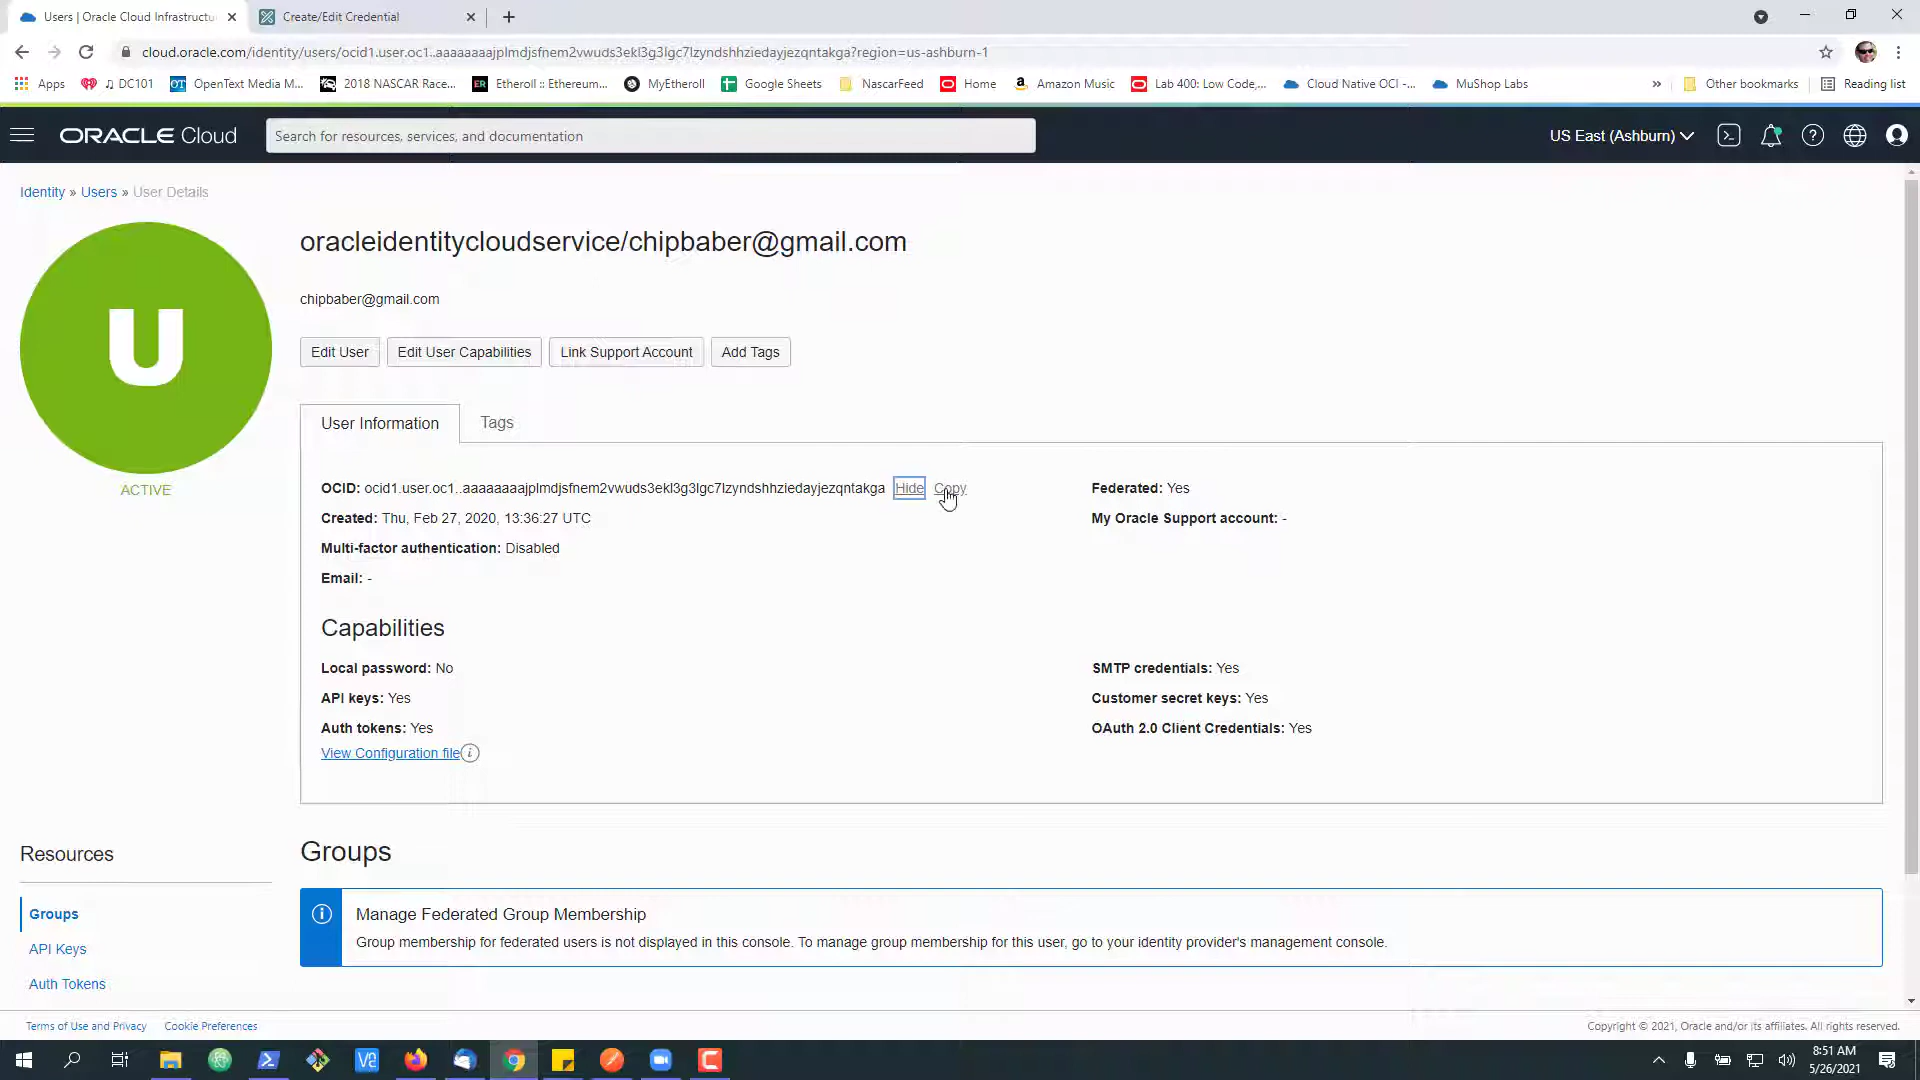 Users | Oracle Cloud Infrastructu
Create/Edit Credential
cloud.oracle.com/identity/users/ocid1.user.oc1..aaaaaaaajplmdjsfnem2vwuds3ekl3g3lgc7lzyndshhziedayjezqntakga?region=us-ashburn-1
Apps
♫ DC101
OpenText Media M...
2018 NASCAR Race...
Etheroll :: Ethereum...
MyEtheroll
Google Sheets
NascarFeed
Home
Amazon Music
Lab 400: Low Code,...
Cloud Native OCI -...
MuShop Labs
»
Other bookmarks
Reading list
ORACLE Cloud
Search for resources, services, and documentation
US East (Ashburn)
Identity » Users » User Details
U
ACTIVE
oracleidentitycloudservice/chipbaber@gmail.com
chipbaber@gmail.com
Edit User
Edit User Capabilities
Link Support Account
Add Tags
User Information
Tags
OCID: ocid1.user.oc1..aaaaaaaajplmdjsfnem2vwuds3ekl3g3lgc7lzyndshhziedayjezqntakga Hide Copy
Created: Thu, Feb 27, 2020, 13:36:27 UTC
Multi-factor authentication: Disabled
Email: -
Federated: Yes
My Oracle Support account: -
Capabilities
Local password: No
API keys: Yes
Auth tokens: Yes
View Configuration file
SMTP credentials: Yes
Customer secret keys: Yes
OAuth 2.0 Client Credentials: Yes
Resources
Groups
API Keys
Auth Tokens
Groups
Manage Federated Group Membership
Group membership for federated users is not displayed in this console. To manage group membership for this user, go to your identity provider's management console.
Terms of Use and Privacy
Cookie Preferences
Copyright © 2021, Oracle and/or its affiliates. All rights reserved.
8:51 AM
5/26/2021